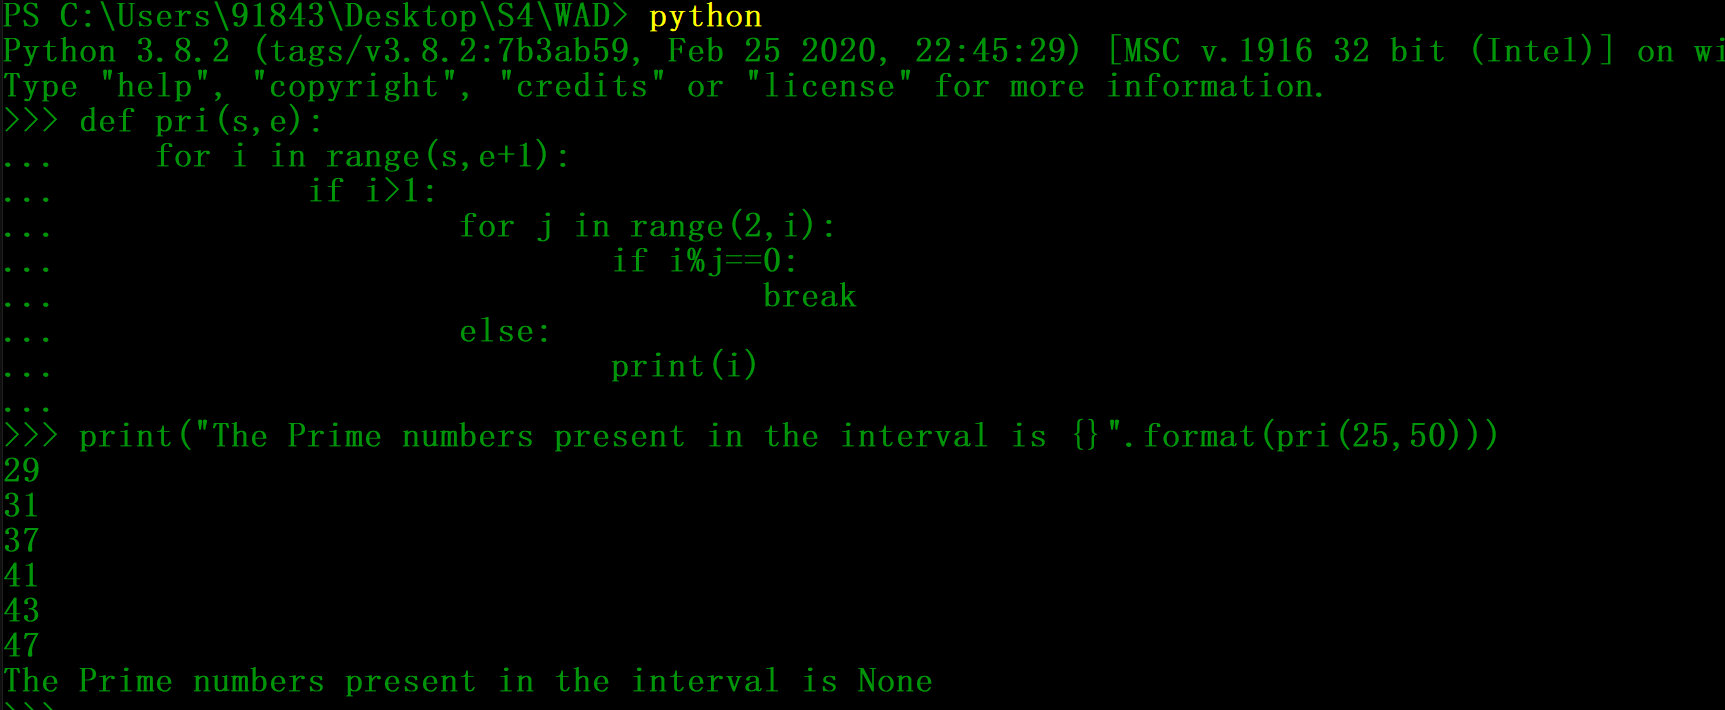 PS C:\Users\91843\Desktop\S4\WAD> python
Python 3.8.2 (tags/v3.8.2:7b3ab59, Feb 25 2020, 22:45:29) [MSC v.1916 32 bit (Intel)] on wi
Type "help", "copyright", "credits" or "license" for more information.
>>> def pri(s,e):
...     for i in range(s,e+1):
...             if i>1:
...                     for j in range(2,i):
...                             if i%j==0:
...                                     break
...                     else:
...                             print(i)
...
>>> print("The Prime numbers present in the interval is {}".format(pri(25,50)))
29
31
37
41
43
47
The Prime numbers present in the interval is None
>>>